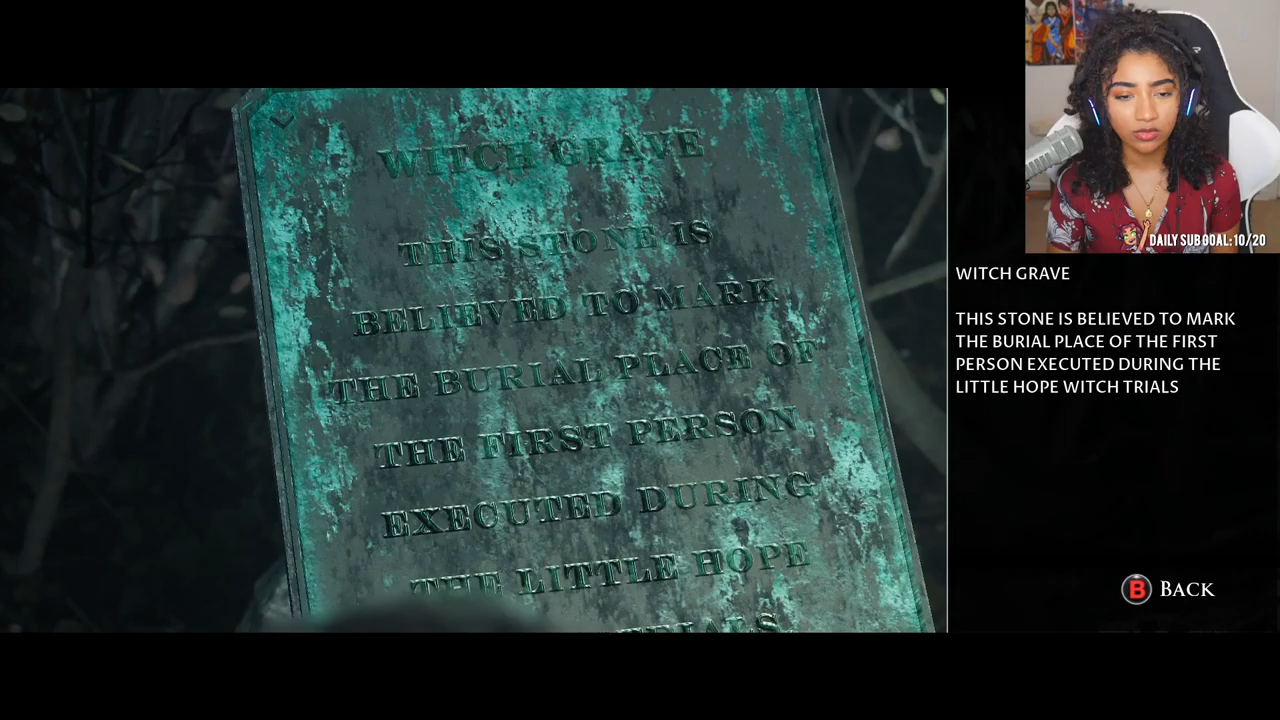 WITCH GRAVE
THIS STONE IS
BELIEVED TO MARK
THE BURIAL PLACE OF
THE FIRST PERSON
EXECUTED DURING
THE LITTLE HOPE
TRIALS
DAILY SUB GOAL: 10/20
WITCH GRAVE
THIS STONE IS BELIEVED TO MARK
THE BURIAL PLACE OF THE FIRST
PERSON EXECUTED DURING THE
LITTLE HOPE WITCH TRIALS
B BACK